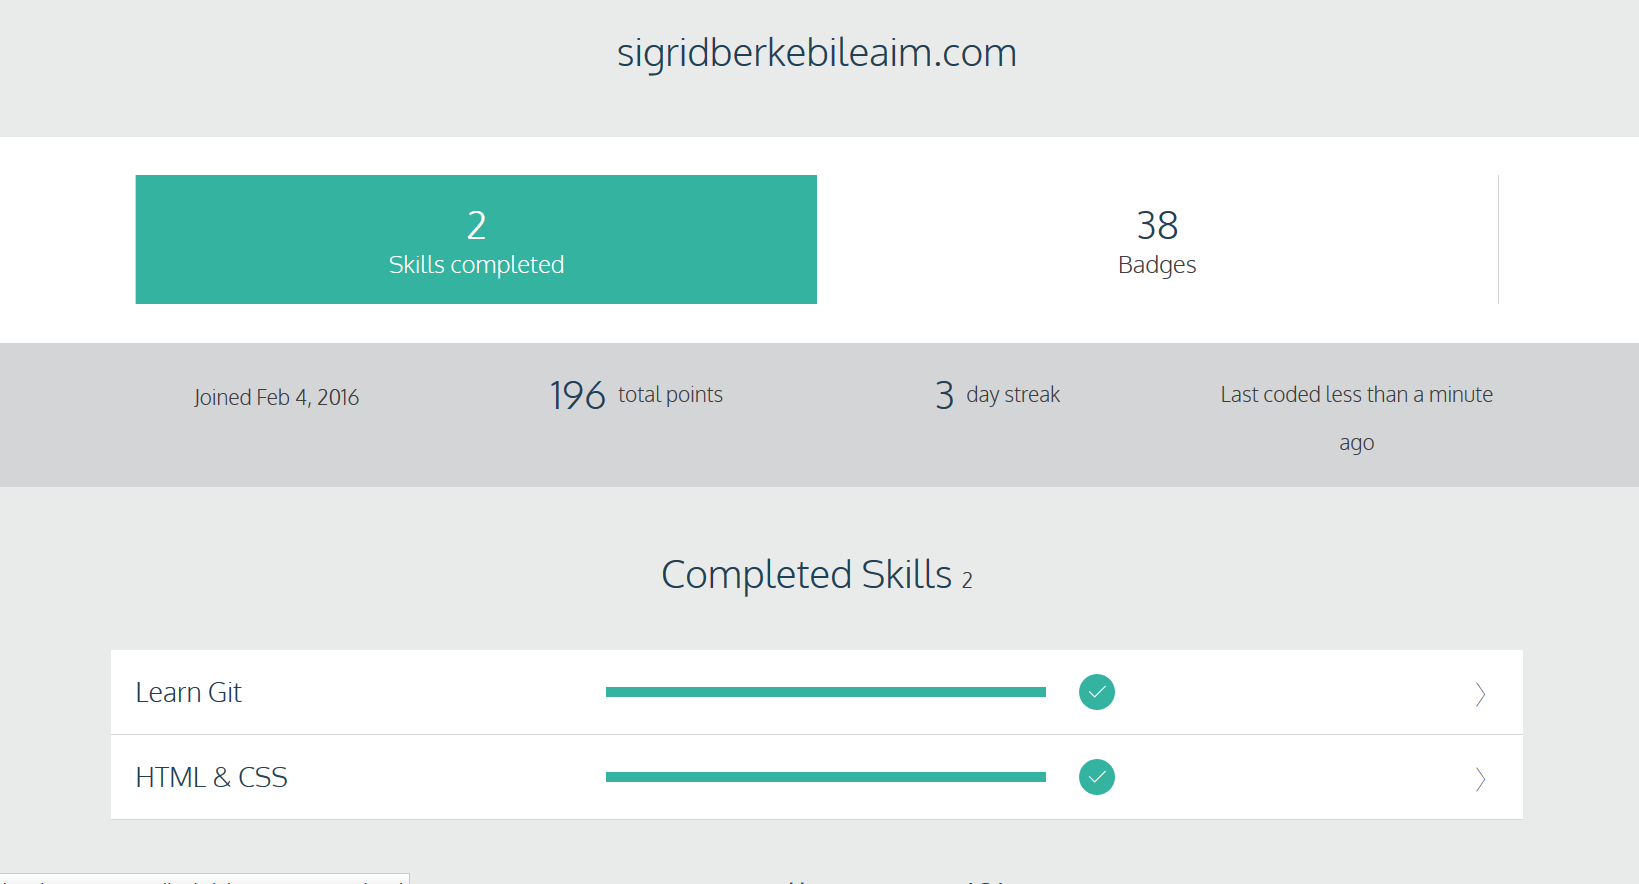 sigridberkebileaim.com
2
Skills completed
38
Badges
Joined Feb 4, 2016
196 total points
3 day streak
Last coded less than a minute
ago
Completed Skills 2
Learn Git
HTML & CSS